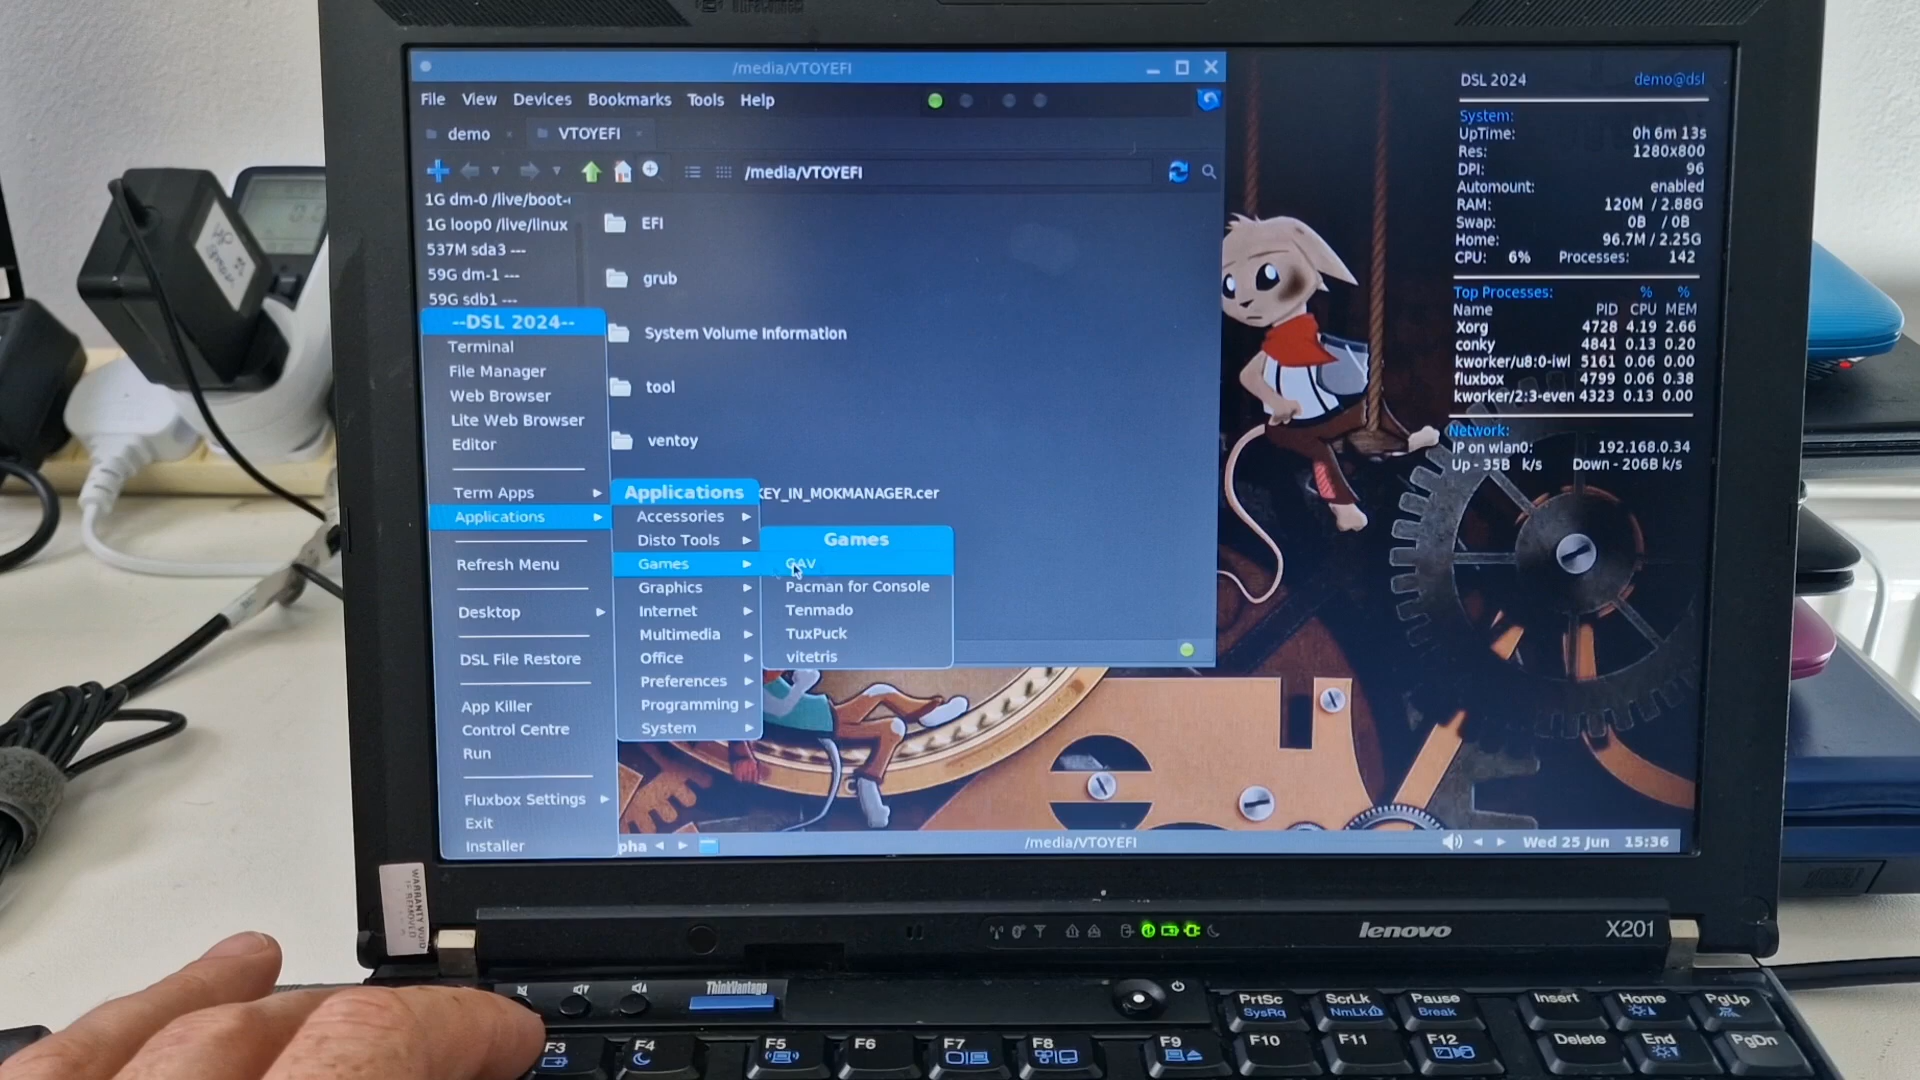 /media/VTOYEFI
File View Devices Bookmarks Tools Help
demo
VTOYEFI
/media/VTOYEFI
1G dm-0 /live/boot-
1G loop0 /live/linux
537M sda3 ---
59G dm-1 ---
59G sdb1 ---
EFI
grub
System Volume Information
tool
ventoy
KEY_IN_MOKMANAGER.cer
--DSL 2024--
Terminal
File Manager
Web Browser
Lite Web Browser
Editor
Term Apps
Applications
Refresh Menu
Desktop
DSL File Restore
App Killer
Control Centre
Run
Fluxbox Settings
Exit
Installer
Applications
Accessories
Disto Tools
Games
Graphics
Internet
Multimedia
Office
Preferences
Programming
System
Games
GAV
Pacman for Console
Tenmado
TuxPuck
vitetris
DSL 2024 demo@dsl
System:
UpTime: 0h 6m 13s
Res: 1280x800
DPI: 96
Automount: enabled
RAM: 120M / 2.88G
Swap: 0B / 0B
Home: 96.7M / 2.25G
CPU: 6% Processes: 142
Top Processes: % %
Name PID CPU MEM
Xorg 4728 4.19 2.66
conky 4841 0.13 0.20
kworker/u8:0-iwl 5161 0.06 0.00
fluxbox 4799 0.06 0.38
kworker/2:3-even 4323 0.13 0.00
Network:
IP on wlan0: 192.168.0.34
Up - 35B k/s Down - 206B k/s
pha
/media/VTOYEFI
Wed 25 Jun 15:36
WARRANTY VOID
IF REMOVED
lenovo
X201
ThinkVantage
PrtSc
SysRq
ScrLk
NmLk
Pause
Break
Insert
Home
PgUp
F3
F4
F5
F6
F7
F8
F9
F10
F11
F12
Delete
End
PgDn